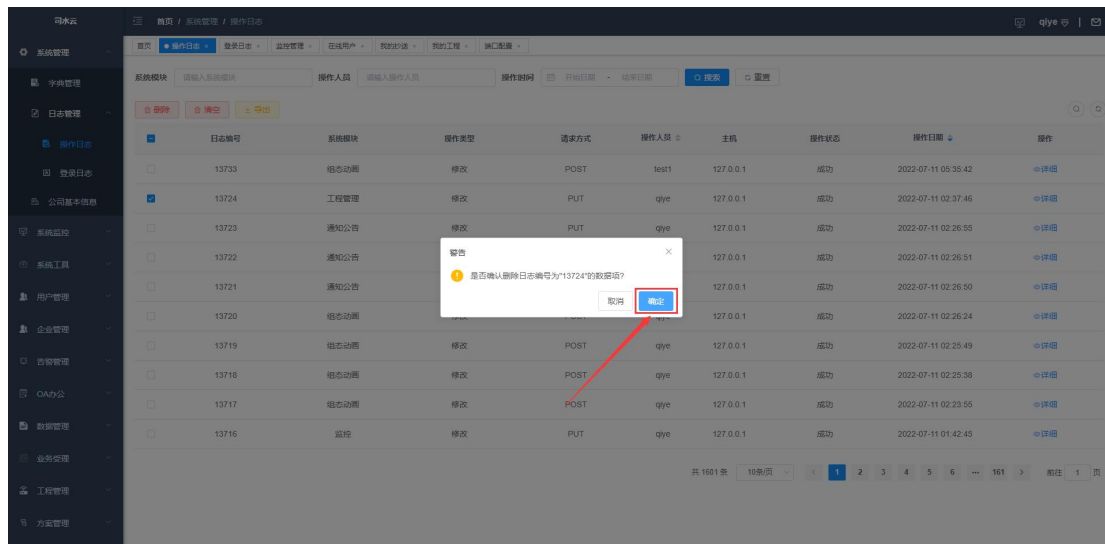 司水云
首页 / 系统管理 / 操作日志
qiye
系统管理
首页 操作日志 × 登录日志 × 监控管理 × 在线用户 × 我的抄送 × 我的工程 × 端口配置 ×
字典管理
系统模块 请输入系统模块 操作人员 请输入操作人员 操作时间 开始日期 - 结束日期 搜索 重置
日志管理
删除 清空 导出
操作日志
日志编号 系统模块 操作类型 请求方式 操作人员 主机 操作状态 操作日期 操作
登录日志
13733 组态动画 修改 POST test1 127.0.0.1 成功 2022-07-11 05:35:42 详细
公司基本信息
13724 工程管理 修改 PUT qiye 127.0.0.1 成功 2022-07-11 02:37:46 详细
系统监控
13723 通知公告 修改 PUT qiye 127.0.0.1 成功 2022-07-11 02:26:55 详细
警告 ×
系统工具
13722 通知公告 127.0.0.1 成功 2022-07-11 02:26:51 详细
是否确认删除日志编号为"13724"的数据项?
用户管理
13721 通知公告 127.0.0.1 成功 2022-07-11 02:26:50 详细
取消 确定
企业管理
13720 组态动画 127.0.0.1 成功 2022-07-11 02:26:24 详细
告警管理
13719 组态动画 修改 POST qiye 127.0.0.1 成功 2022-07-11 02:25:49 详细
OA办公
13718 组态动画 修改 POST qiye 127.0.0.1 成功 2022-07-11 02:25:38 详细
数据管理
13717 组态动画 修改 POST qiye 127.0.0.1 成功 2022-07-11 02:23:55 详细
13716 监控 修改 PUT qiye 127.0.0.1 成功 2022-07-11 01:42:45 详细
业务受理
共 1601 条 10条/页 < 1 2 3 4 5 6 ··· 161 > 前往 1 页
工程管理
方案管理